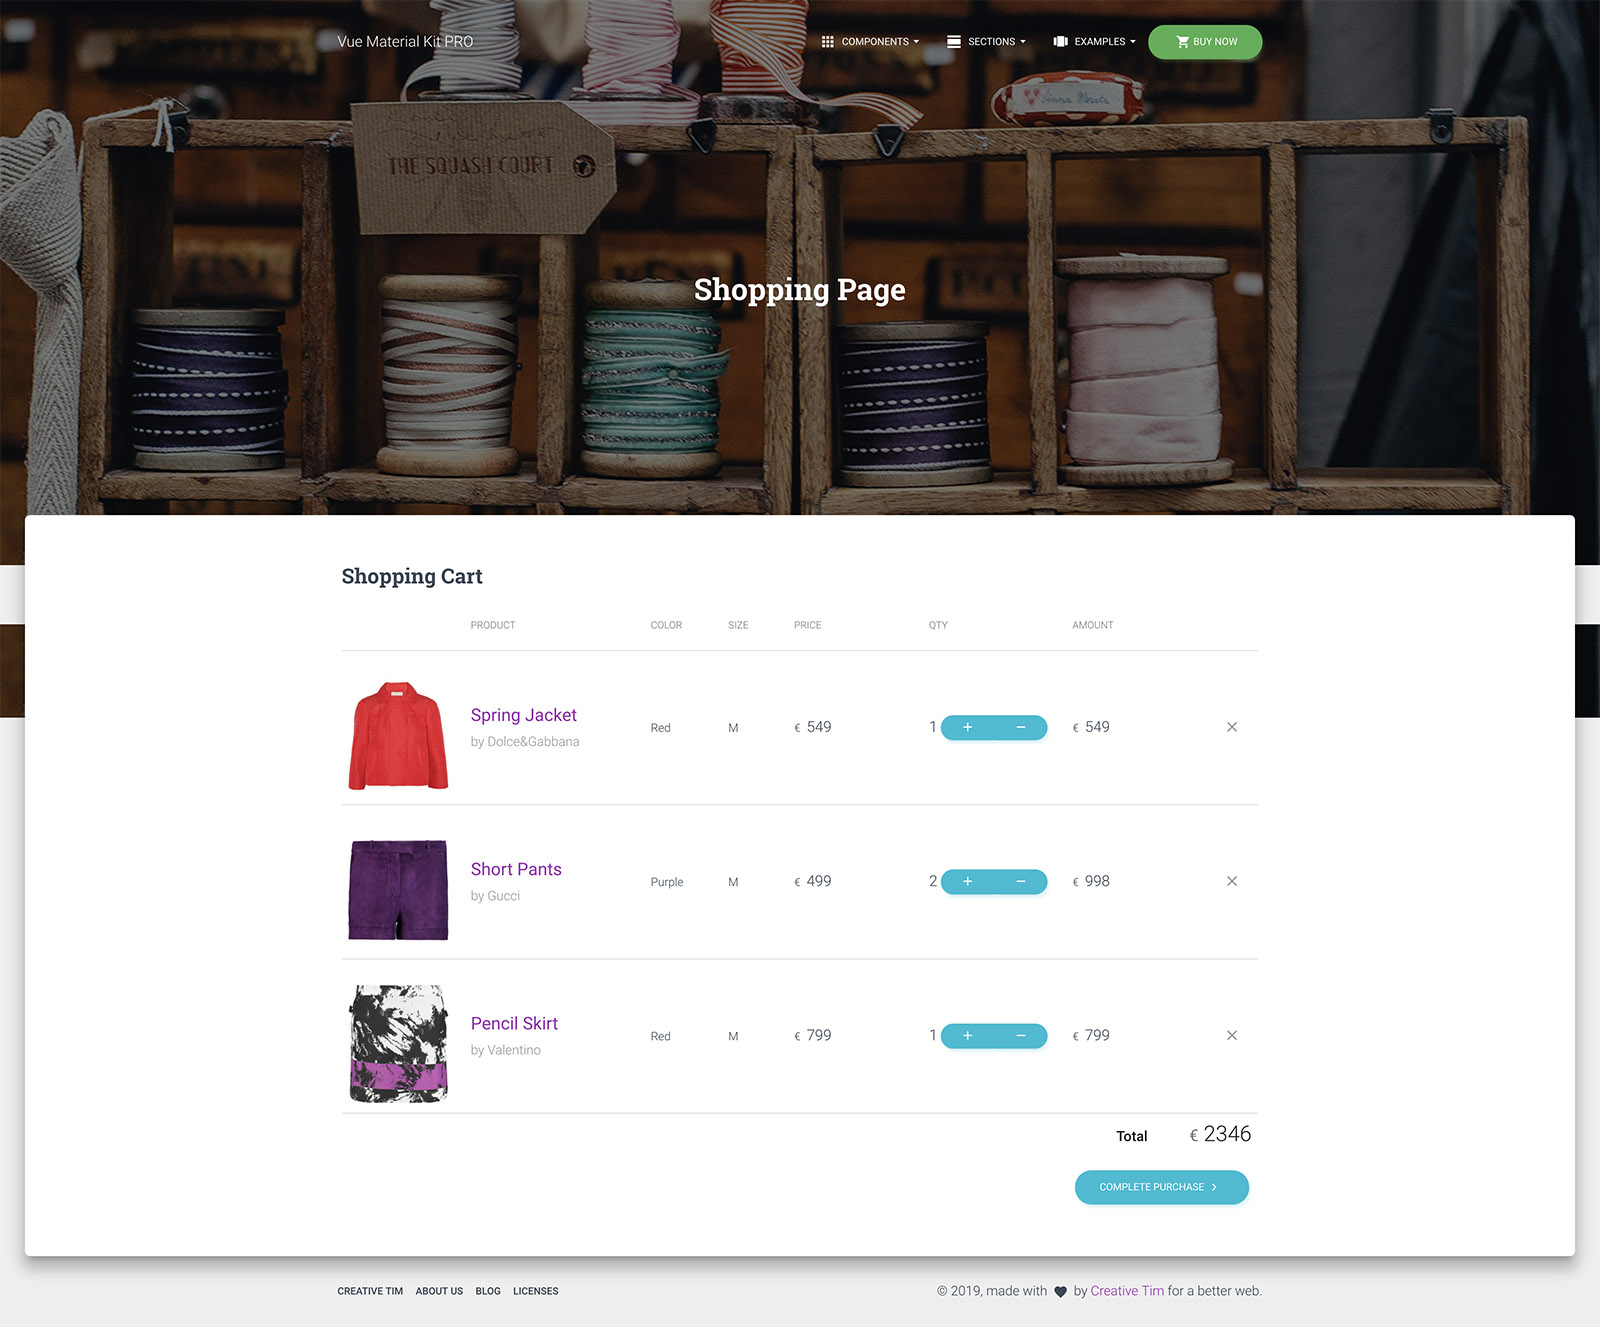 Vue Material Kit PRO COMPONENTS SECTIONS EXAMPLES BUY NOW
THE SQUASH COURT
Shopping Page
Shopping Cart
PRODUCT COLOR SIZE PRICE QTY AMOUNT
Spring Jacket
by Dolce&Gabbana
Red M € 549 1 + − € 549 ×
Short Pants
by Gucci
Purple M € 499 2 + − € 998 ×
Pencil Skirt
by Valentino
Red M € 799 1 + − € 799 ×
Total € 2346
COMPLETE PURCHASE
CREATIVE TIM ABOUT US BLOG LICENSES
© 2019, made with by Creative Tim for a better web.